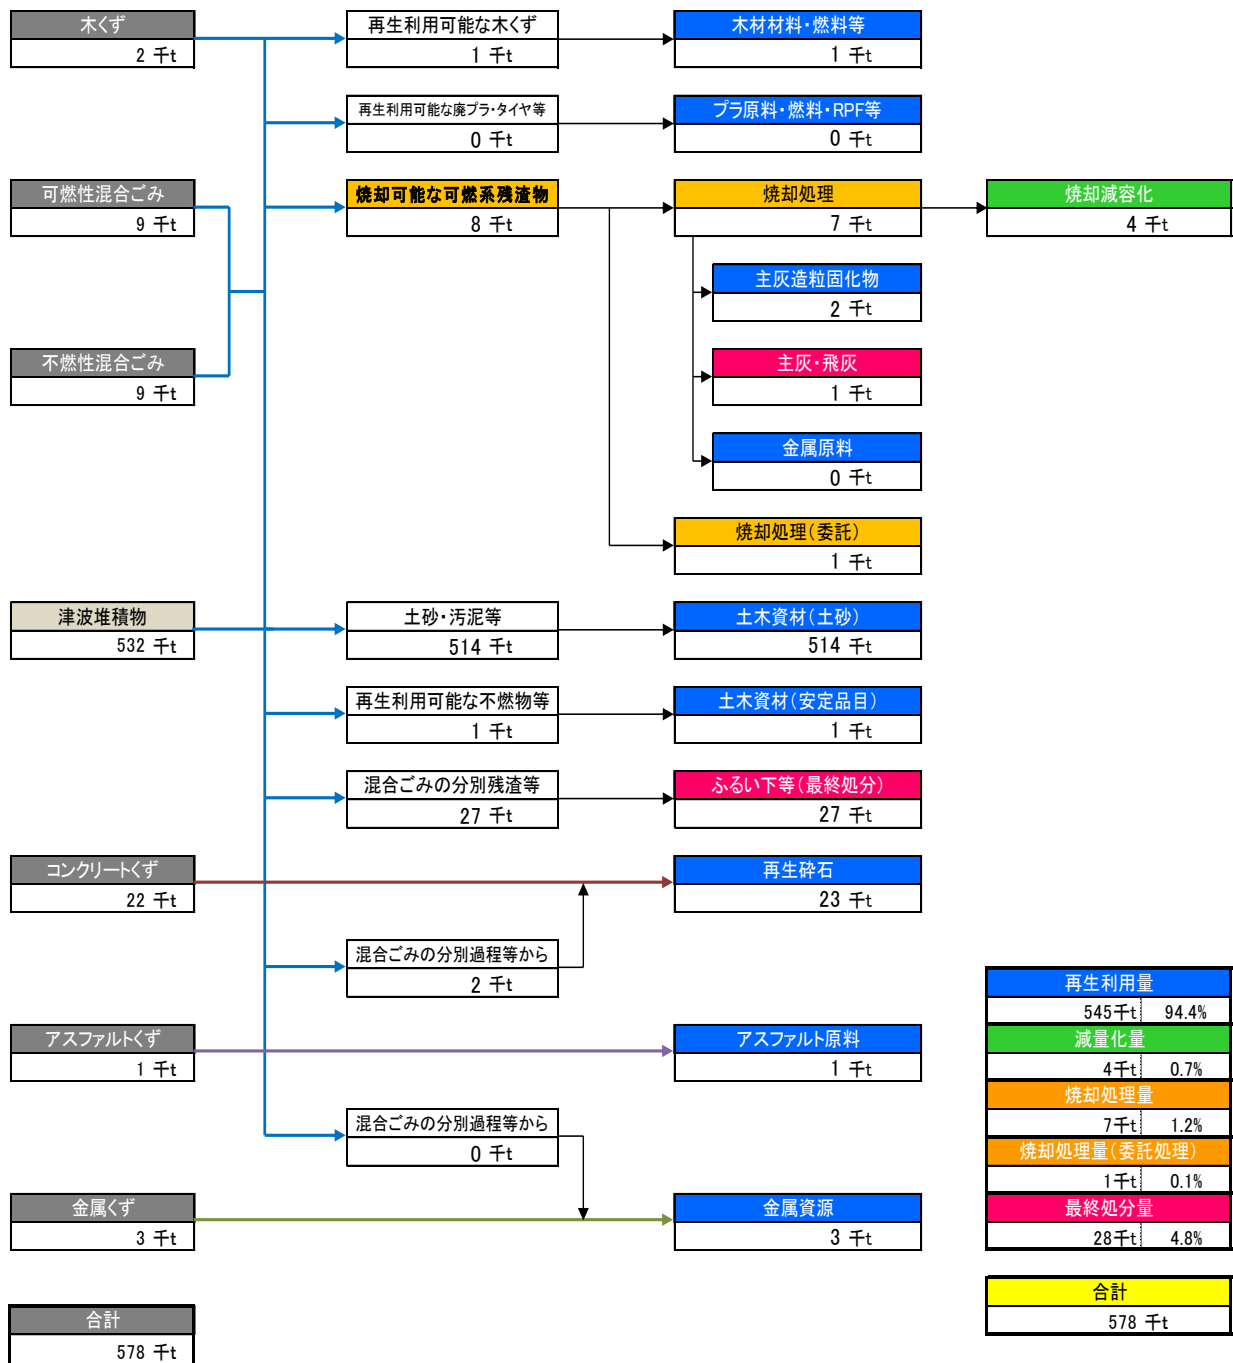 木くず
2 千t
再生利用可能な木くず
1 千t
木材材料・燃料等
1 千t
再生利用可能な廃プラ・タイヤ等
0 千t
プラ原料・燃料・RPF等
0 千t
可燃性混合ごみ
9 千t
焼却可能な可燃系残渣物
8 千t
焼却処理
7 千t
焼却減容化
4 千t
主灰造粒固化物
2 千t
不燃性混合ごみ
9 千t
主灰・飛灰
1 千t
金属原料
0 千t
焼却処理(委託)
1 千t
津波堆積物
532 千t
土砂・汚泥等
514 千t
土木資材(土砂)
514 千t
再生利用可能な不燃物等
1 千t
土木資材(安定品目)
1 千t
混合ごみの分別残渣等
27 千t
ふるい下等(最終処分)
27 千t
コンクリートくず
22 千t
再生砕石
23 千t
混合ごみの分別過程等から
2 千t
アスファルトくず
1 千t
アスファルト原料
1 千t
混合ごみの分別過程等から
0 千t
金属くず
3 千t
金属資源
3 千t
再生利用量
545千t 94.4%
減量化量
4千t 0.7%
焼却処理量
7千t 1.2%
焼却処理量(委託処理)
1千t 0.1%
最終処分量
28千t 4.8%
合計
578 千t
合計
578 千t